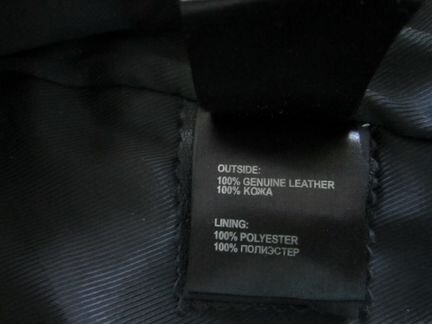 OUTSIDE:
100% GENUINE LEATHER
100% КОЖА
LINING:
100% POLYESTER
100% ПОЛИЭСТЕР